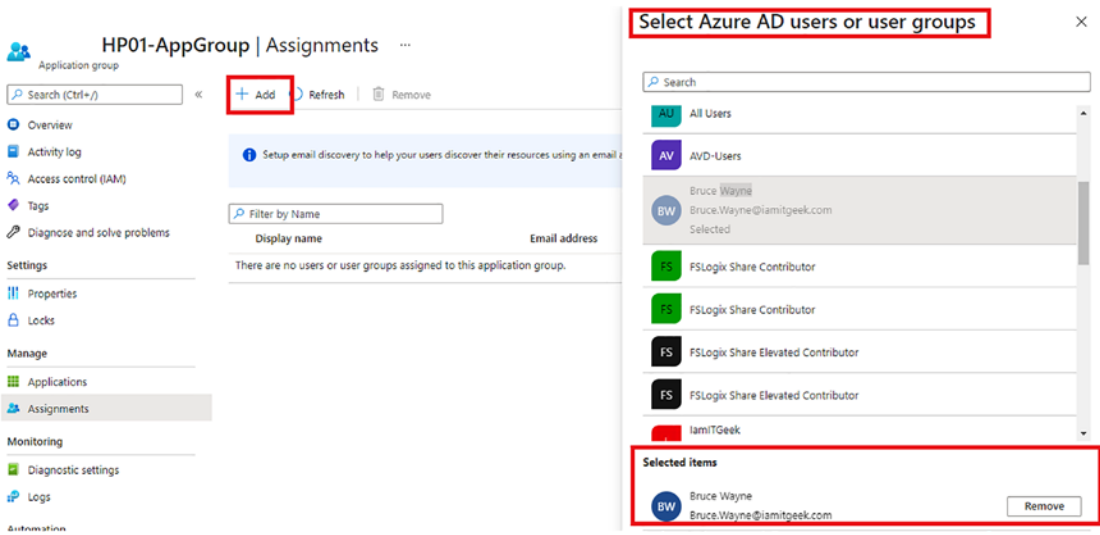 HP01-AppGroup | Assignments ...
Application group
Search (Ctrl+/)
«
Overview
Activity log
Access control (IAM)
Tags
Diagnose and solve problems
Settings
Properties
Locks
Manage
Applications
Assignments
Monitoring
Diagnostic settings
Logs
Automation
+ Add
Refresh
Remove
Setup email discovery to help your users discover their resources using an email a
Filter by Name
Display name Email address
There are no users or user groups assigned to this application group.
Select Azure AD users or user groups
Search
AU All Users
AV AVD-Users
Bruce Wayne
BW Bruce.Wayne@iamitgeek.com
Selected
FS FSLogix Share Contributor
FS FSLogix Share Contributor
FS FSLogix Share Elevated Contributor
FS FSLogix Share Elevated Contributor
IamITGeek
Selected items
Bruce Wayne
BW Bruce.Wayne@iamitgeek.com
Remove